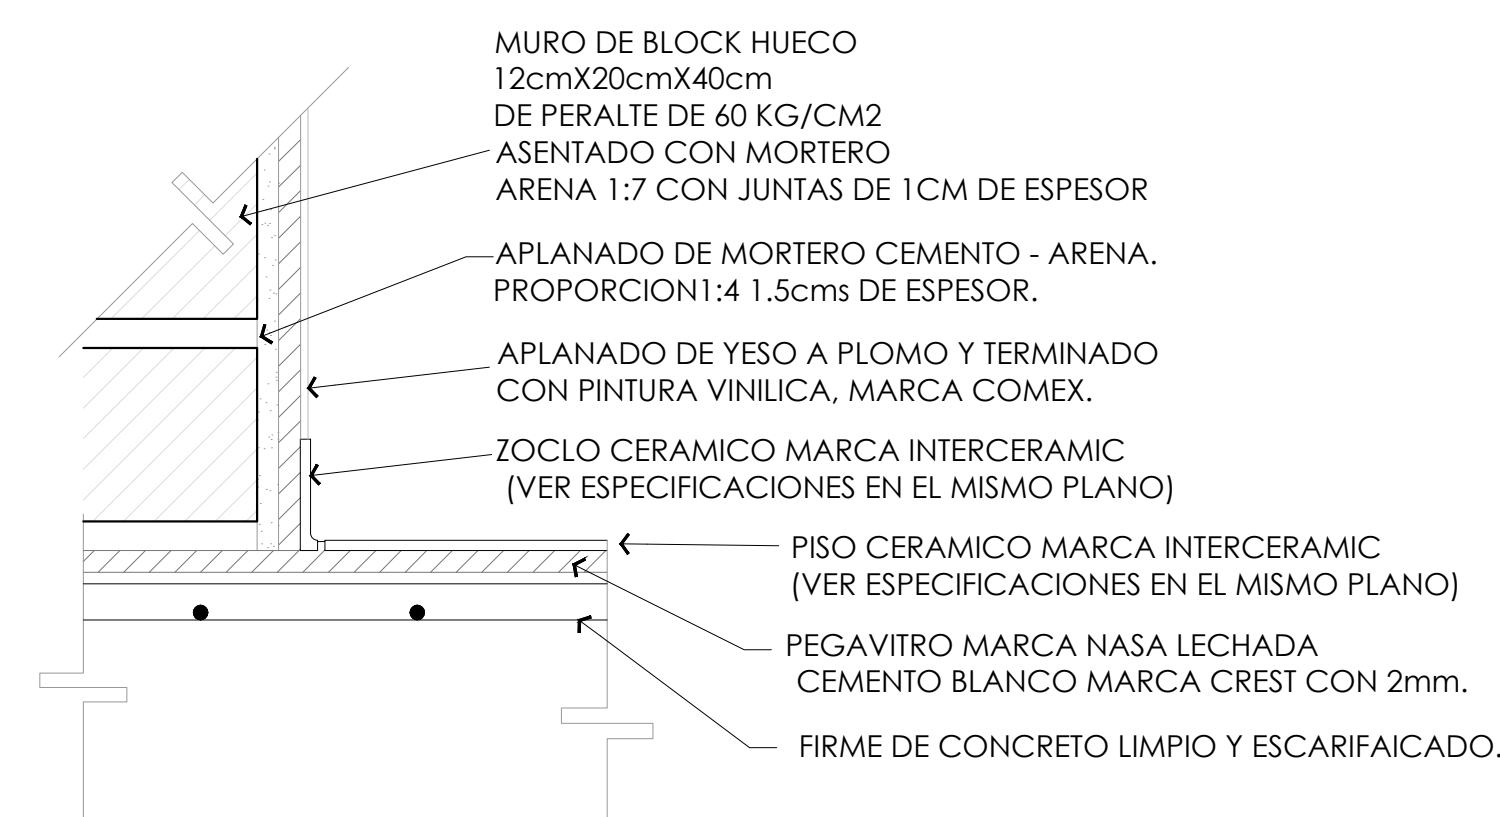 MURO DE BLOCK HUECO
12cmX20cmX40cm
DE PERALTE DE 60 KG/CM2
ASENTADO CON MORTERO
ARENA 1:7 CON JUNTAS DE 1CM DE ESPESOR
APLANADO DE MORTERO CEMENTO - ARENA.
PROPORCION1:4 1.5cms DE ESPESOR.
APLANADO DE YESO A PLOMO Y TERMINADO
CON PINTURA VINILICA, MARCA COMEX.
ZOCLO CERAMICO MARCA INTERCERAMIC
(VER ESPECIFICACIONES EN EL MISMO PLANO)
PISO CERAMICO MARCA INTERCERAMIC
(VER ESPECIFICACIONES EN EL MISMO PLANO)
PEGAVITRO MARCA NASA LECHADA
CEMENTO BLANCO MARCA CREST CON 2mm.
FIRME DE CONCRETO LIMPIO Y ESCARIFAICADO.